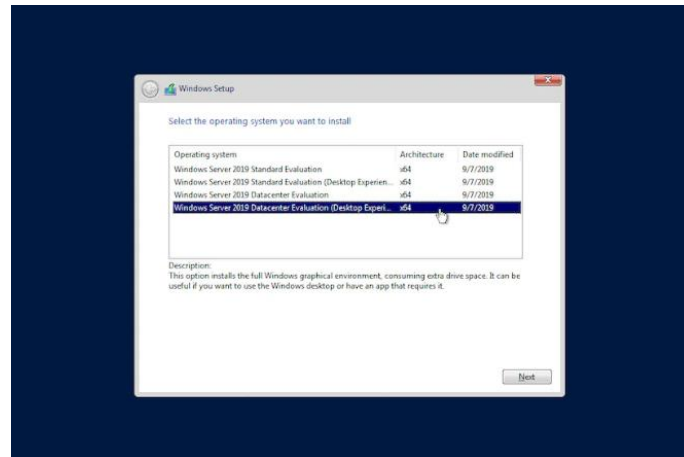 Windows Setup
Select the operating system you want to install
Operating system Architecture Date modified
Windows Server 2019 Standard Evaluation x64 9/7/2019
Windows Server 2019 Standard Evaluation (Desktop Experien... x64 9/7/2019
Windows Server 2019 Datacenter Evaluation x64 9/7/2019
Windows Server 2019 Datacenter Evaluation (Desktop Experi... x64 9/7/2019
Description:
This option installs the full Windows graphical environment, consuming extra drive space. It can be
useful if you want to use the Windows desktop or have an app that requires it.
Next